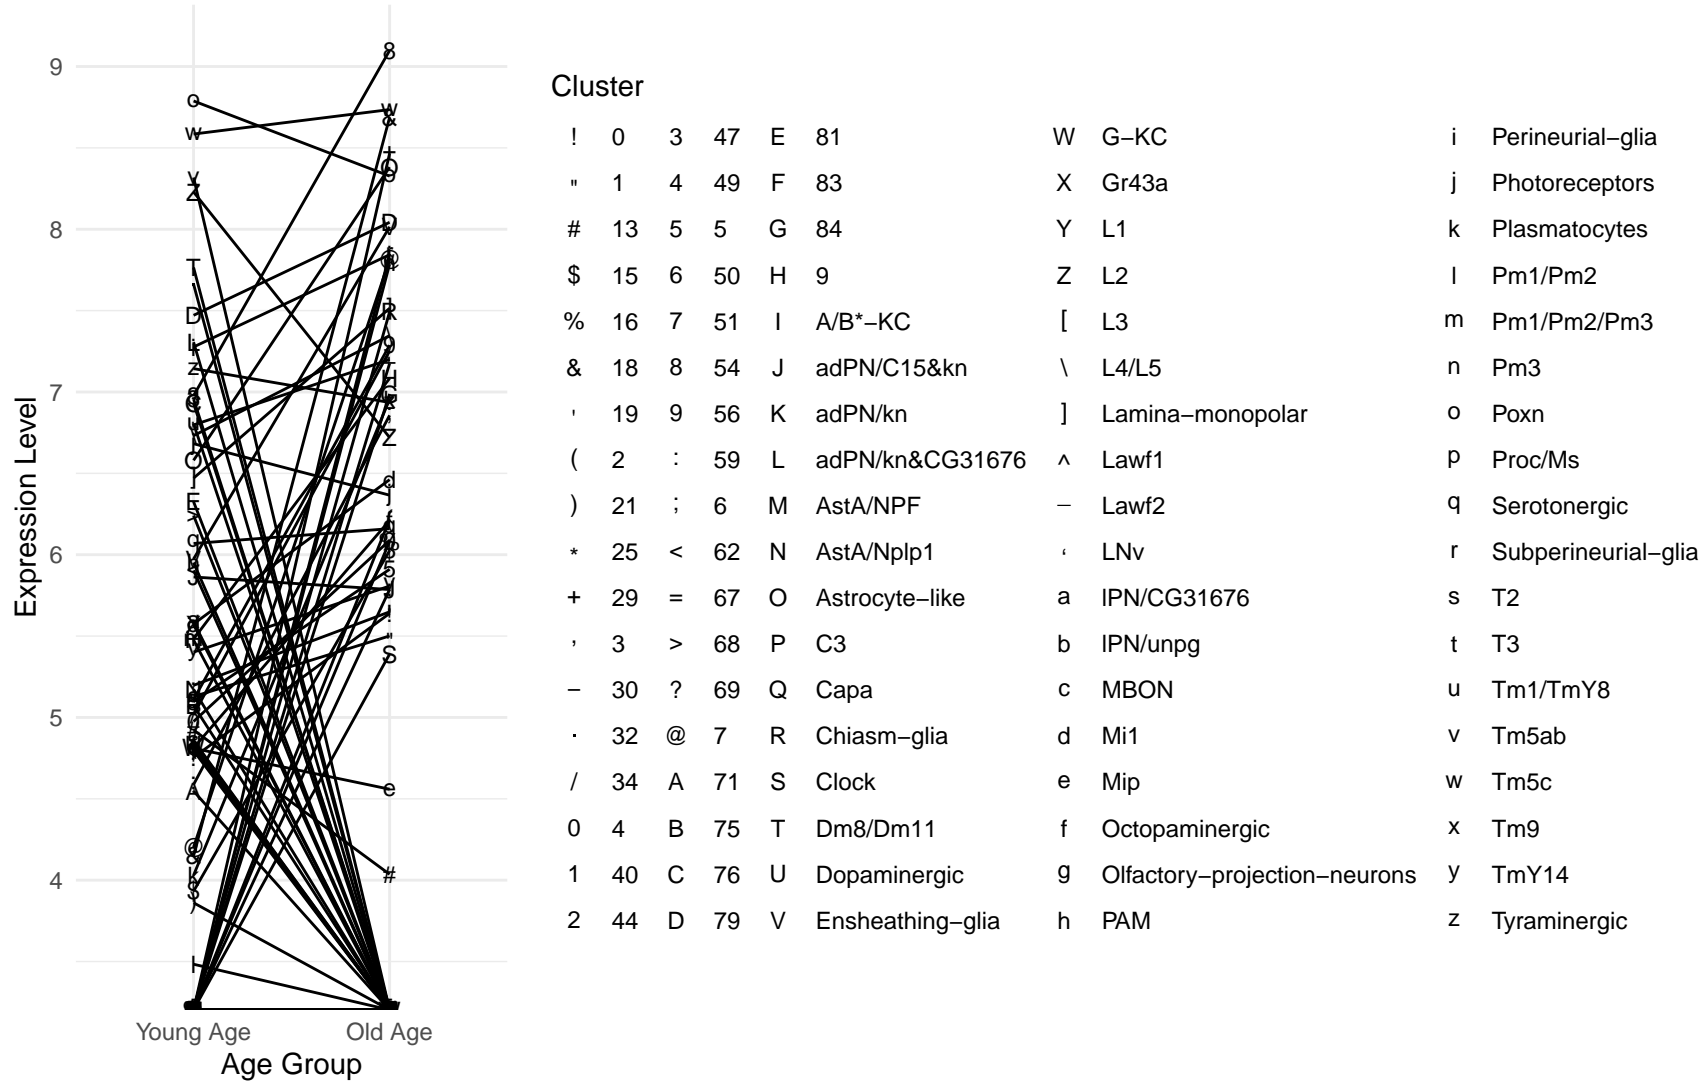 Cluster
! 0 3 47 E 81 W G−KC i Perineurial−glia
" 1 4 49 F 83 X Gr43a j Photoreceptors
# 13 5 5 G 84 Y L1 k Plasmatocytes
$ 15 6 50 H 9 Z L2 l Pm1/Pm2
% 16 7 51 I A/B*−KC [ L3 m Pm1/Pm2/Pm3
& 18 8 54 J adPN/C15&kn \ L4/L5 n Pm3
' 19 9 56 K adPN/kn ] Lamina−monopolar o Poxn
( 2 : 59 L adPN/kn&CG31676 ^ Lawf1 p Proc/Ms
) 21 ; 6 M AstA/NPF − Lawf2 q Serotonergic
* 25 < 62 N AstA/Nplp1 ‘ LNv r Subperineurial−glia
+ 29 = 67 O Astrocyte−like a lPN/CG31676 s T2
, 3 > 68 P C3 b lPN/unpg t T3
− 30 ? 69 Q Capa c MBON u Tm1/TmY8
. 32 @ 7 R Chiasm−glia d Mi1 v Tm5ab
/ 34 A 71 S Clock e Mip w Tm5c
0 4 B 75 T Dm8/Dm11 f Octopaminergic x Tm9
1 40 C 76 U Dopaminergic g Olfactory−projection−neurons y TmY14
2 44 D 79 V Ensheathing−glia h PAM z Tyraminergic
Expression Level
9
8
7
6
5
4
Young Age Old Age
Age Group